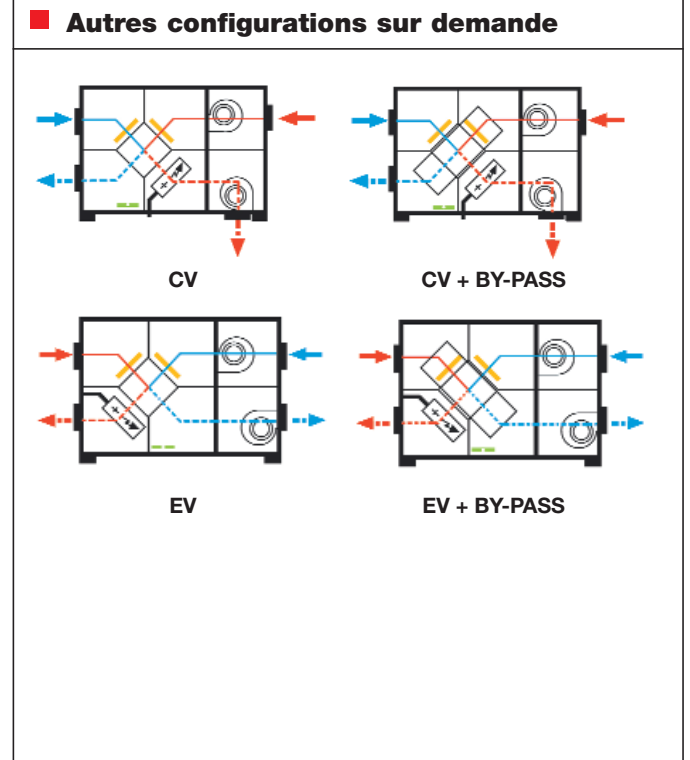 Autres configurations sur demande
CV
CV + BY-PASS
EV
EV + BY-PASS